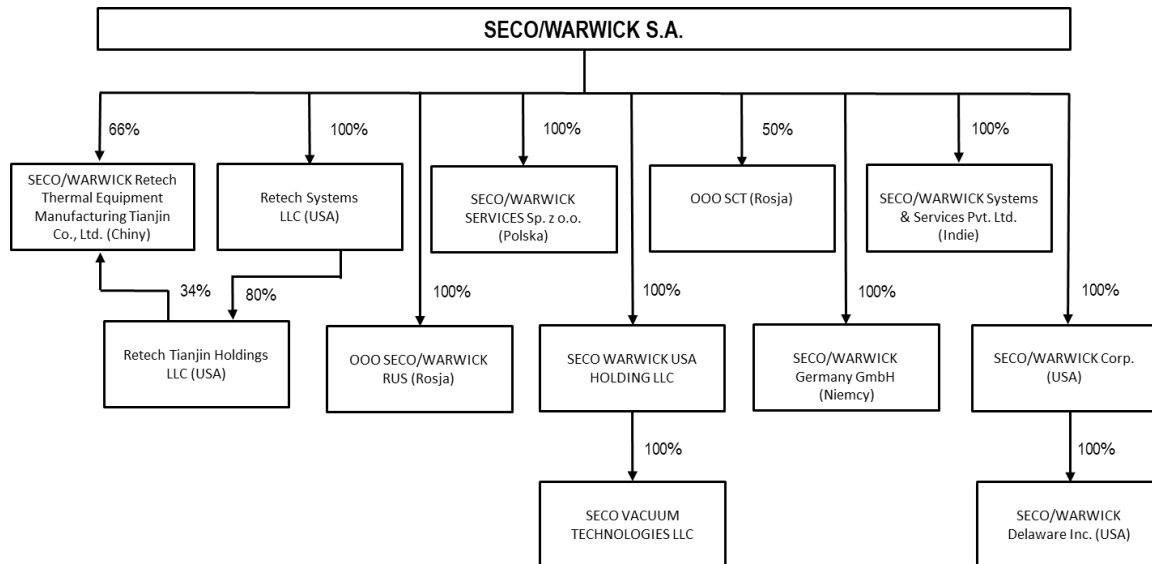 SECO/WARWICK S.A.
66%
100%
100%
50%
100%
SECO/WARWICK Retech
Thermal Equipment
Manufacturing Tianjin
Co., Ltd. (Chiny)
Retech Systems
LLC (USA)
SECO/WARWICK
SERVICES Sp. z o.o.
(Polska)
OOO SCT (Rosja)
SECO/WARWICK Systems
& Services Pvt. Ltd.
(Indie)
34%
80%
100%
100%
100%
100%
Retech Tianjin Holdings
LLC (USA)
OOO SECO/WARWICK
RUS (Rosja)
SECO WARWICK USA
HOLDING LLC
SECO/WARWICK
Germany GmbH
(Niemcy)
SECO/WARWICK Corp.
(USA)
100%
100%
SECO VACUUM
TECHNOLOGIES LLC
SECO/WARWICK
Delaware Inc. (USA)